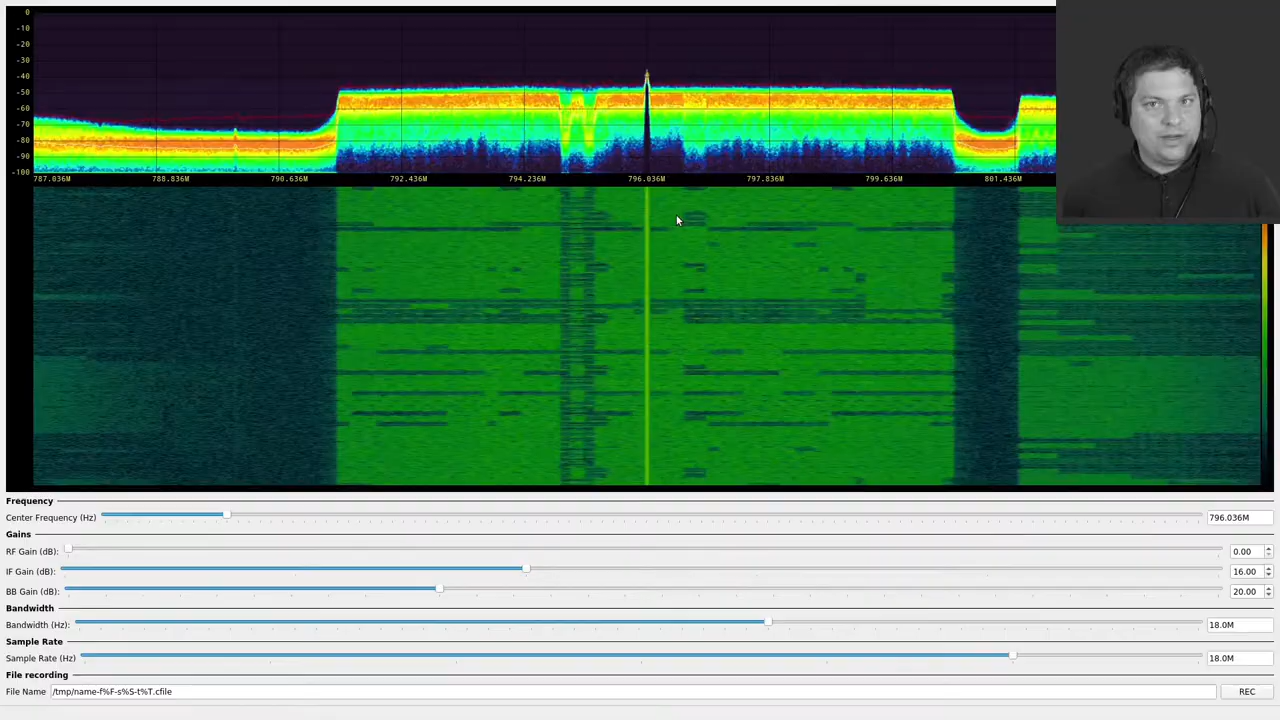 0
-10
-20
-30
-40
-50
-60
-70
-80
-90
-100
787.036M 788.836M 790.636M 792.436M 794.236M 796.036M 797.836M 799.636M 801.436M
Frequency
Center Frequency (Hz) 796.036M
Gains
RF Gain (dB): 0.00
IF Gain (dB): 16.00
BB Gain (dB): 20.00
Bandwidth
Bandwidth (Hz): 18.0M
Sample Rate
Sample Rate (Hz) 18.0M
File recording
File Name /tmp/name-f%F-s%S-t%T.cfile REC